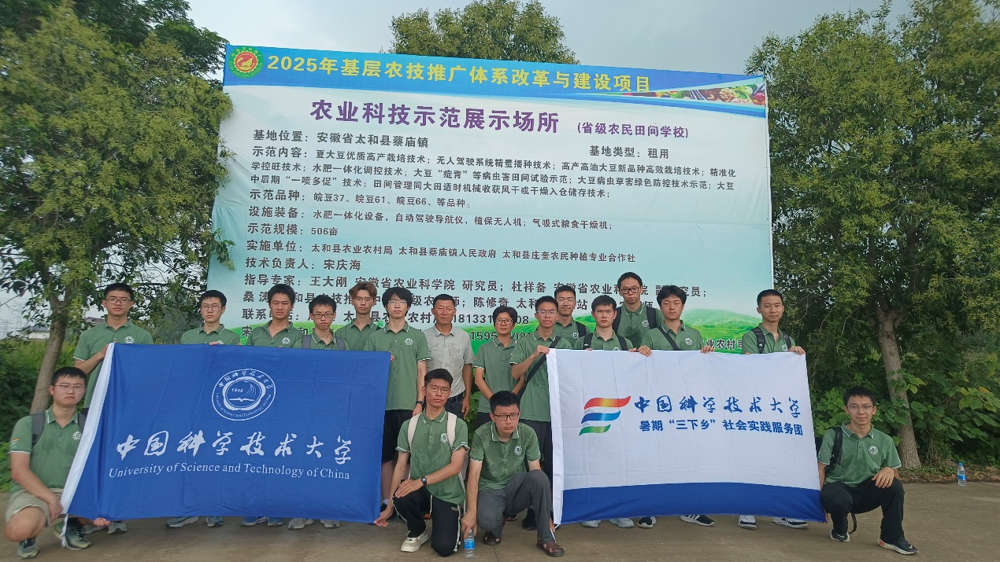 2025年基层农技推广体系改革与建设项目
农业科技示范展示场所 (省级农民田间学校)
基地位置：安徽省太和县蔡庙镇 基地类型：租用
示范内容：夏大豆优质高产栽培技术；无人驾驶系统精量播种技术；高产高油大豆新品种高效栽培技术；精准化
学控旺技术；水肥一体化调控技术；大豆“症青”等病虫害田间试验示范；大豆病虫草害绿色防控技术示范；大豆
中后期“一喷多促”技术；田间管理同大田适时机械收获风干或干燥入仓储存技术；
示范品种：皖豆37、皖豆61、皖豆66、等品种。
设施装备：水肥一体化设备，自动驾驶导航仪，植保无人机；气吸式粮食干燥机；
示范规模：506亩
实施单位：太和县农业农村局 太和县蔡庙镇人民政府 太和县庄奎农民种植专业合作社
技术负责人：宋庆海
指导专家：王大刚 安徽省农业科学院 研究员；杜祥备 安徽省农业科 院 副 究员；
桑 和县农技推 级农 师；陈修奇 太和 站 师
联系 太 县农 农村 1813 08
宋 1595 08 业农村
1958
中国科学技术大学
University of Science and Technology of China
中国科学技术大学
暑期“三下乡”社会实践服务团